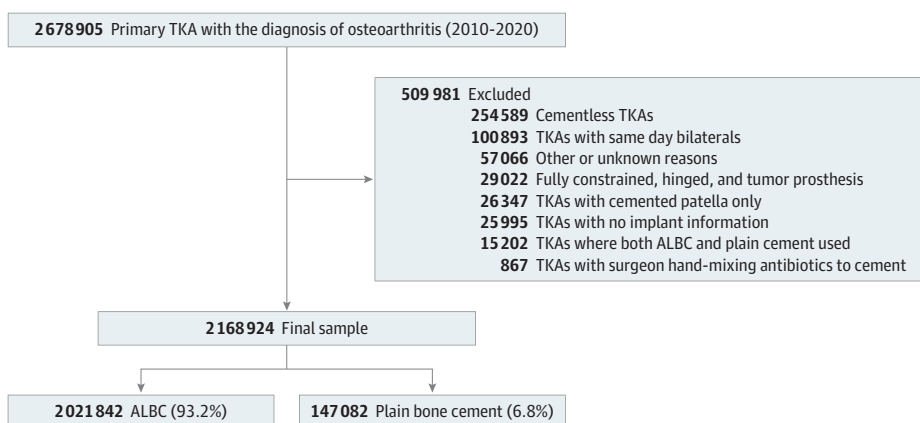 2678905 Primary TKA with the diagnosis of osteoarthritis (2010-2020)
509981 Excluded
254589 Cementless TKAs
100893 TKAs with same day bilaterals
57066 Other or unknown reasons
29022 Fully constrained, hinged, and tumor prosthesis
26347 TKAs with cemented patella only
25995 TKAs with no implant information
15202 TKAs where both ALBC and plain cement used
867 TKAs with surgeon hand-mixing antibiotics to cement
2168924 Final sample
2021842 ALBC (93.2%)
147082 Plain bone cement (6.8%)